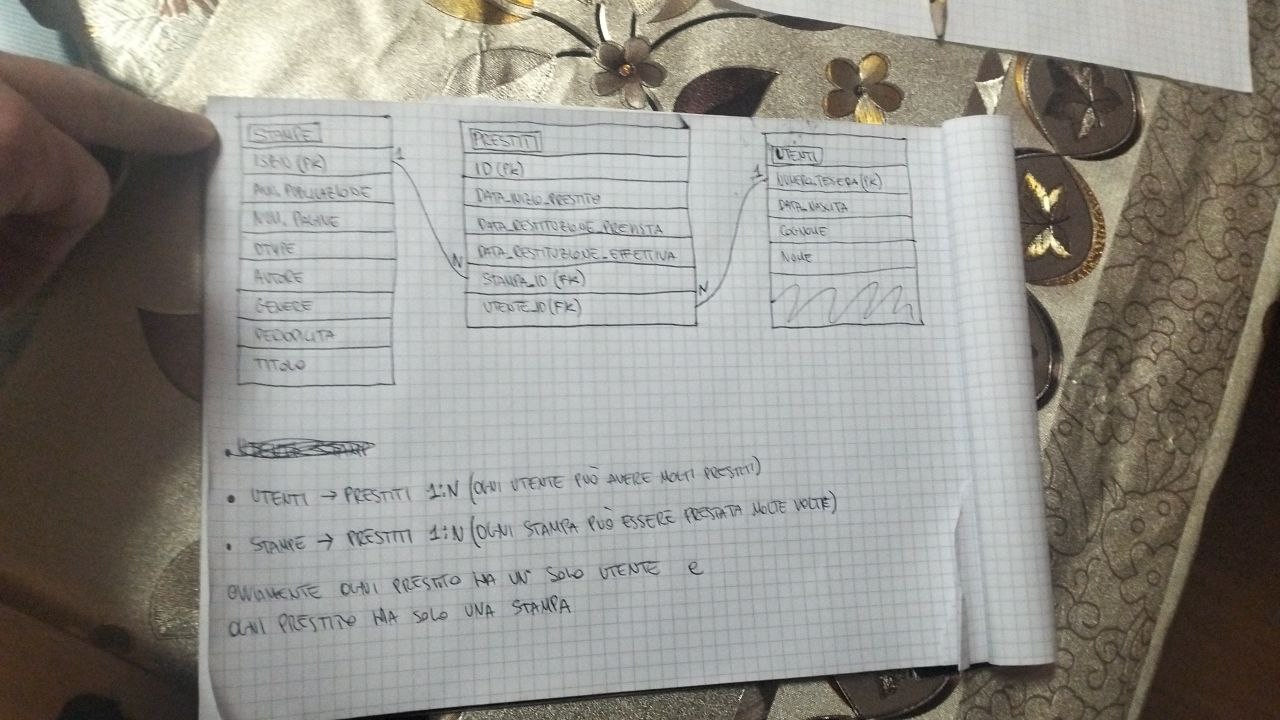 STAMPE
ISBN (PK)
ANN. PUBBLICAZIONE
NUM. PAGINE
DTYPE
AUTORE
GENERE
PERIODICITA
TITOLO
1
N
PRESTITI
ID (PK)
DATA_INIZIO_PRESTITO
DATA_RESTITUZIONE_PREVISTA
DATA_RESTITUZIONE_EFFETTIVA
STAMPA_ID (FK)
UTENTE_ID (FK)
1
N
UTENTI
NUMERO_TESSERA (PK)
DATA_NASCITA
COGNOME
NOME
• UTENTI → PRESTITI 1:N (OGNI UTENTE PUÒ AVERE MOLTI PRESTITI)
• STAMPE → PRESTITI 1:N (OGNI STAMPA PUÒ ESSERE PRESTATA MOLTE VOLTE)
OVVIAMENTE OGNI PRESTITO HA UN SOLO UTENTE e
OGNI PRESTITO HA SOLO UNA STAMPA